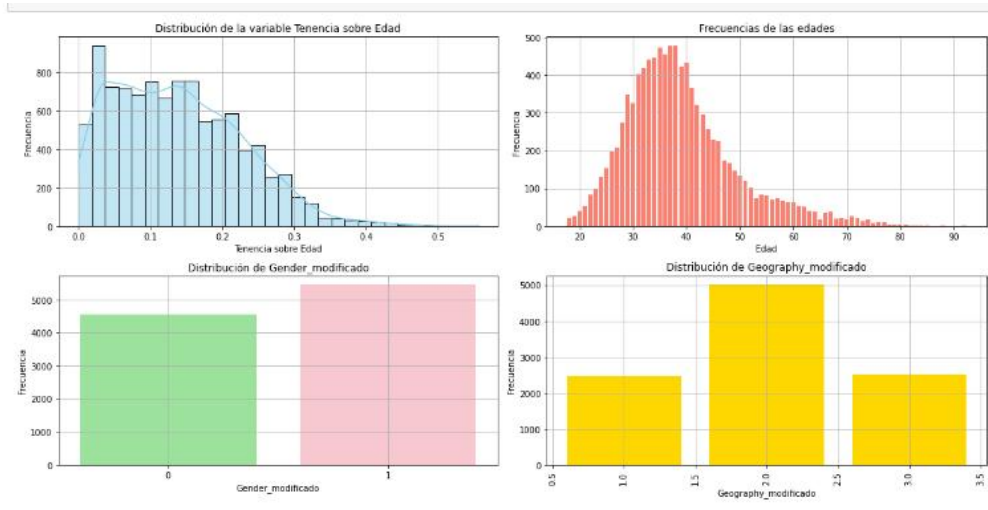 Distribución de la variable Tenencia sobre Edad
Frecuencia
800
600
400
200
0
0.0 0.1 0.2 0.3 0.4 0.5
Tenencia sobre Edad
Frecuencias de las edades
Frecuencia
500
400
300
200
100
0
20 30 40 50 60 70 80 90
Edad
Distribución de Gender_modificado
Frecuencia
5000
4000
3000
2000
1000
0
0 1
Gender_modificado
Distribución de Geography_modificado
Frecuencia
5000
4000
3000
2000
1000
0
0.5 1.0 1.5 2.0 2.5 3.0 3.5
Geography_modificado